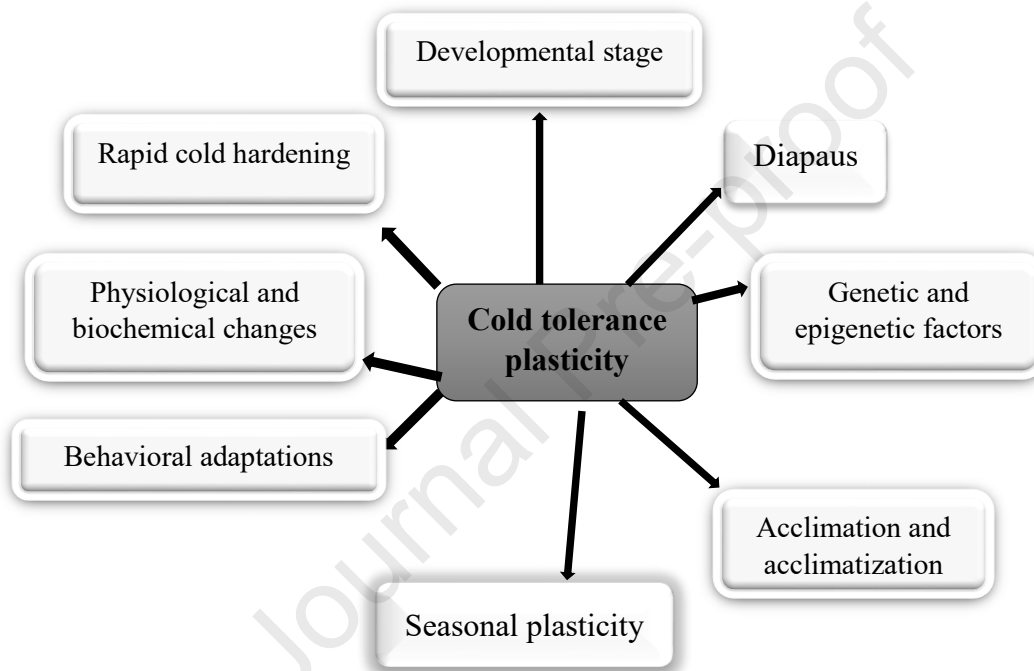 Developmental stage
Rapid cold hardening
Diapaus
Physiological and
biochemical changes
Cold tolerance
plasticity
Genetic and
epigenetic factors
Behavioral adaptations
Acclimation and
acclimatization
Seasonal plasticity
Journal Pre-proof